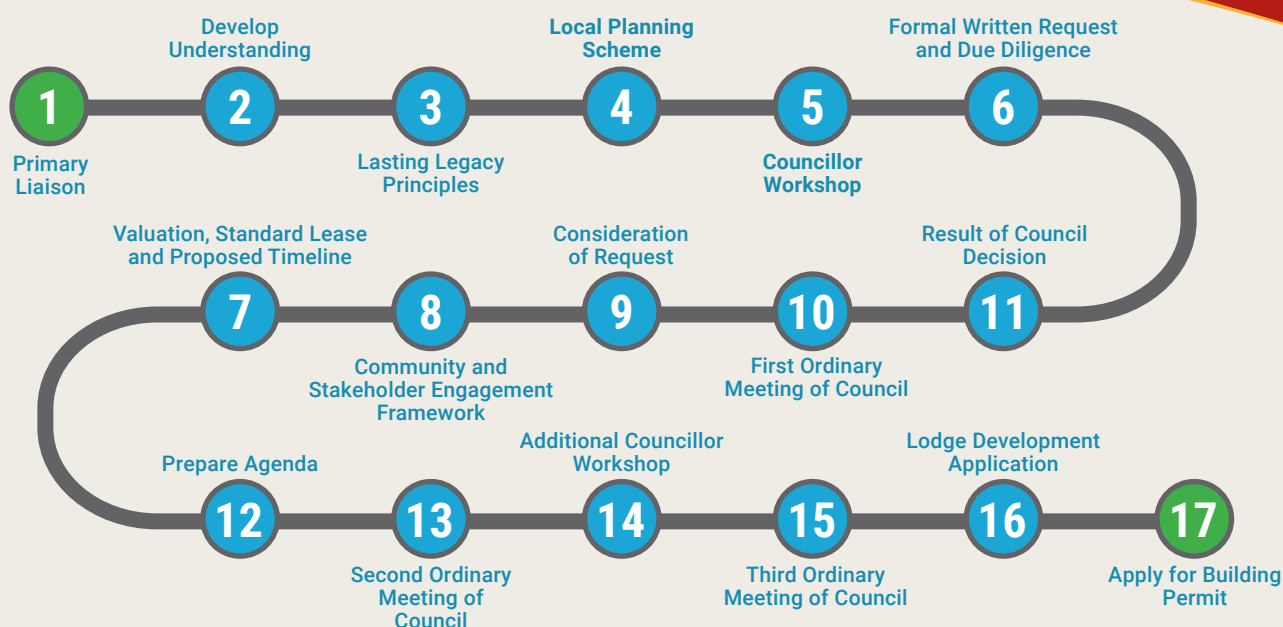 Develop
Understanding
Local Planning
Scheme
Formal Written Request
and Due Diligence
1
2
3
4
5
6
Primary
Liaison
Lasting Legacy
Principles
Councillor
Workshop
Valuation, Standard Lease
and Proposed Timeline
Consideration
of Request
Result of Council
Decision
7
8
9
10
11
Community and
Stakeholder Engagement
Framework
First Ordinary
Meeting of Council
Prepare Agenda
Additional Councillor
Workshop
Lodge Development
Application
12
13
14
15
16
17
Second Ordinary
Meeting of
Council
Third Ordinary
Meeting of Council
Apply for Building
Permit